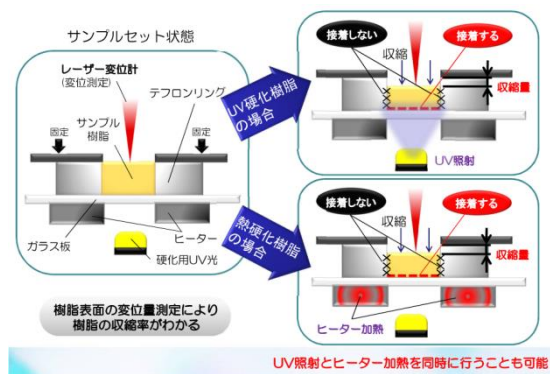 サンプルセット状態
レーザー変位計
(変位測定)
テフロンリング
固定
サンプル
樹脂
固定
ガラス板
ヒーター
硬化用UV光
樹脂表面の変位量測定により
樹脂の収縮率がわかる
UV硬化樹脂
の場合
熱硬化樹脂
の場合
接着しない
収縮
接着する
収縮量
UV照射
接着しない
収縮
接着する
収縮量
ヒーター加熱
UV照射とヒーター加熱を同時に行うことも可能